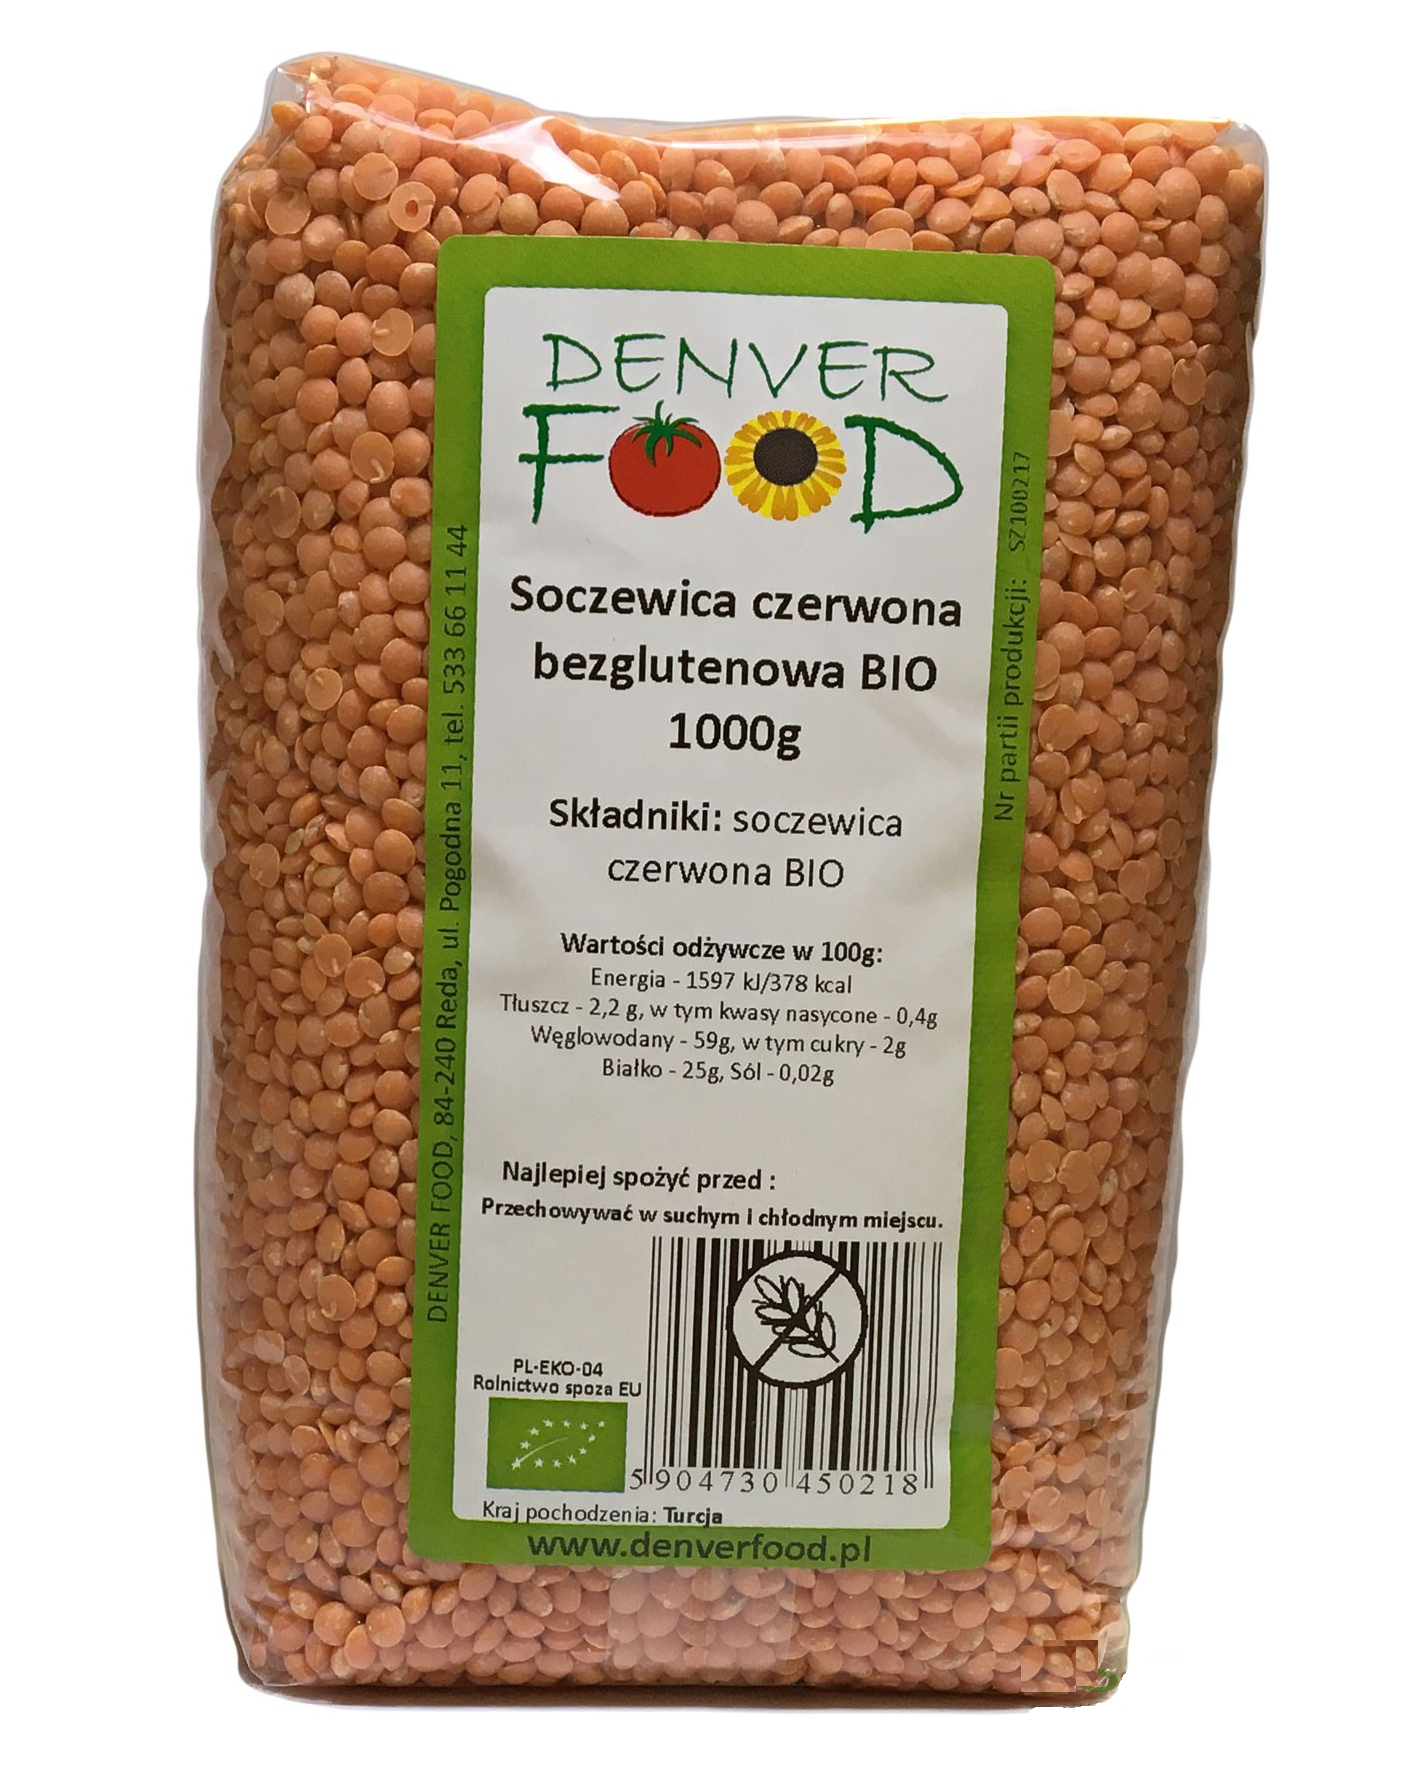 DENVER
FOOD
Soczewica czerwona
bezglutenowa BIO
1000g
Składniki: soczewica
czerwona BIO
Wartości odżywcze w 100g:
Energia - 1597 kJ/378 kcal
Tłuszcz - 2,2 g, w tym kwasy nasycone - 0,4g
Węglowodany - 59g, w tym cukry - 2g
Białko - 25g, Sól - 0,02g
Najlepiej spożyć przed :
Przechowywać w suchym i chłodnym miejscu.
PL-EKO-04
Rolnictwo spoza EU
5 904730 450218
Kraj pochodzenia: Turcja
www.denverfood.pl
DENVER FOOD, 84-240 Reda, ul. Pogodna 11, tel. 533 66 11 44
Nr partii produkcji: SZ100217